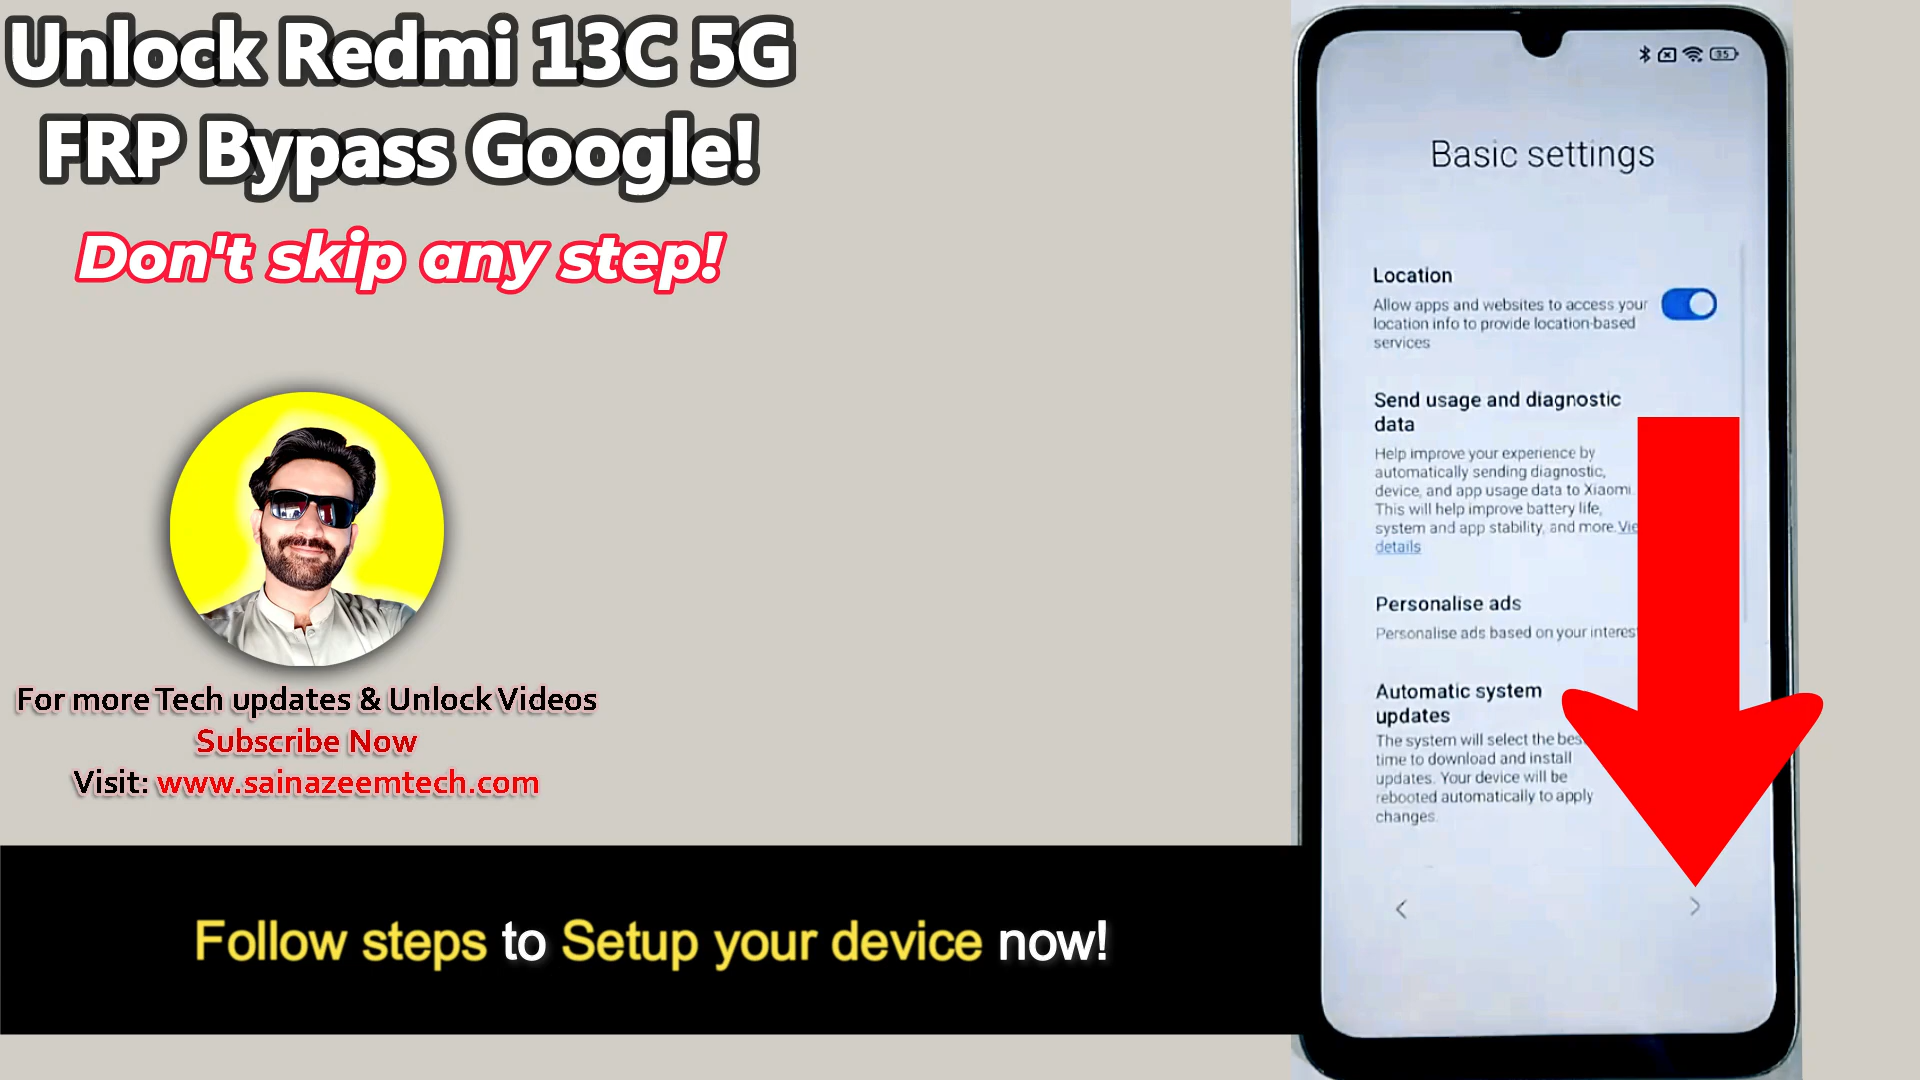 Unlock Redmi 13C 5G
FRP Bypass Google!
Don't skip any step!
For more Tech updates & Unlock Videos
Subscribe Now
Visit: www.sainazeemtech.com
Follow steps to Setup your device now!
35
Basic settings
Location
Allow apps and websites to access your
location info to provide location-based
services
Send usage and diagnostic
data
Help improve your experience by
automatically sending diagnostic,
device, and app usage data to Xiaomi.
This will help improve battery life,
system and app stability, and more. Vie
details
Personalise ads
Personalise ads based on your interes
Automatic system
updates
The system will select the bes
time to download and install
updates. Your device will be
rebooted automatically to apply
changes.